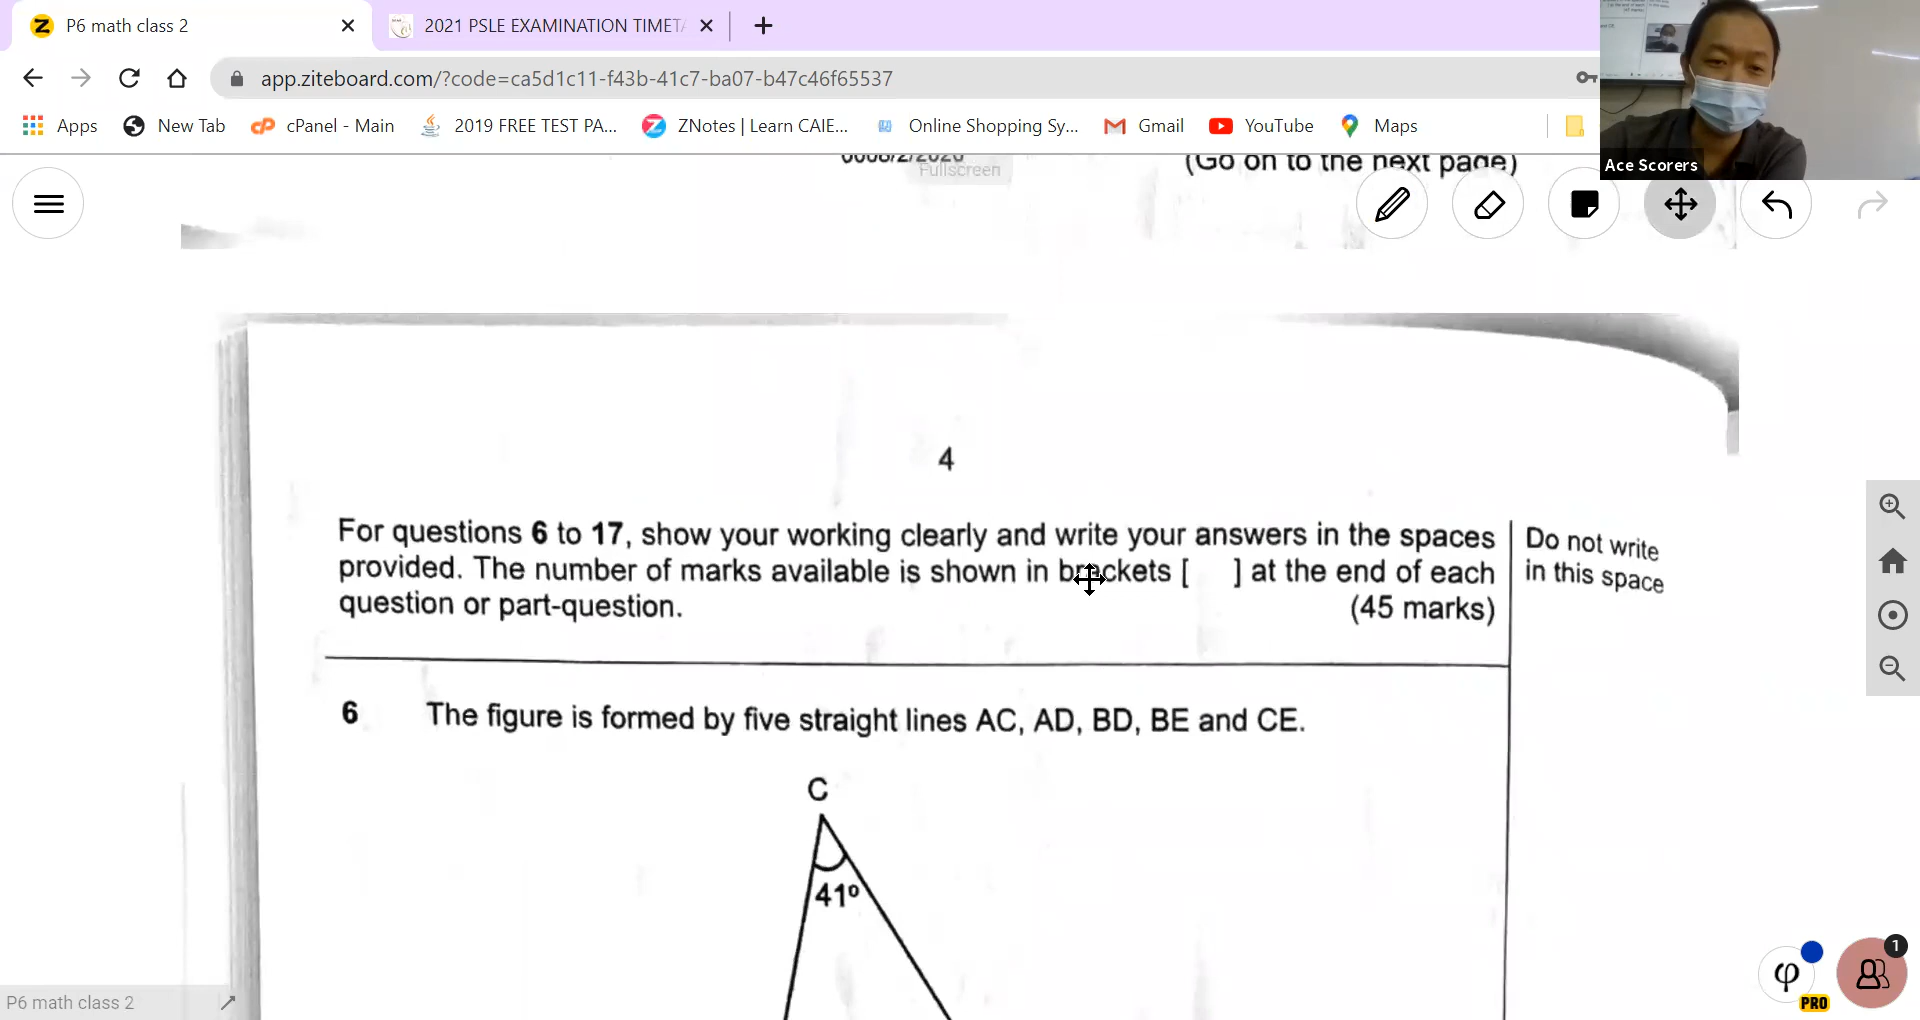 P6 math class 2
2021 PSLE EXAMINATION TIMETA
app.ziteboard.com/?code=ca5d1c11-f43b-41c7-ba07-b47c46f65537
Apps
New Tab
cPanel - Main
2019 FREE TEST PA...
ZNotes | Learn CAIE...
Online Shopping Sy...
Gmail
YouTube
Maps
Ace Scorers
0008/2/2020
(Go on to the next page)
Fullscreen
4
For questions 6 to 17, show your working clearly and write your answers in the spaces
provided. The number of marks available is shown in brackets [ ] at the end of each
question or part-question. (45 marks)
Do not write
in this space
6 The figure is formed by five straight lines AC, AD, BD, BE and CE.
C
41º
P6 math class 2
φ
PRO
1